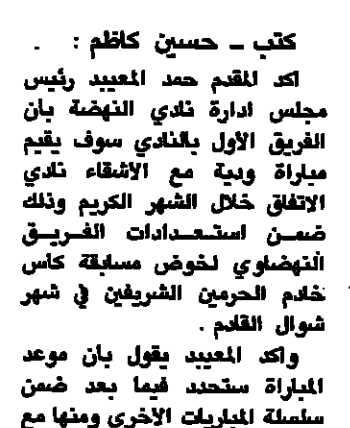 كتب ـ حسين كاظم :
اكد المقدم حمد المعيبد رئيس
مجلس ادارة نادي النهضة بأن
الفريق الأول بالنادي سوف يقيم
مباراة ودية مع الأشقاء نادي
الاتفاق خلال الشهر الكريم وذلك
ضمن استعدادات الفريق
النهضاوي لخوض مسابقة كاس
خادم الحرمين الشريفين في شهر
شوال القادم .
واكد المعيبد يقول بان موعد
المباراة ستحدد فيما بعد ضمن
سلسلة المباريات الاخرى ومنها مع